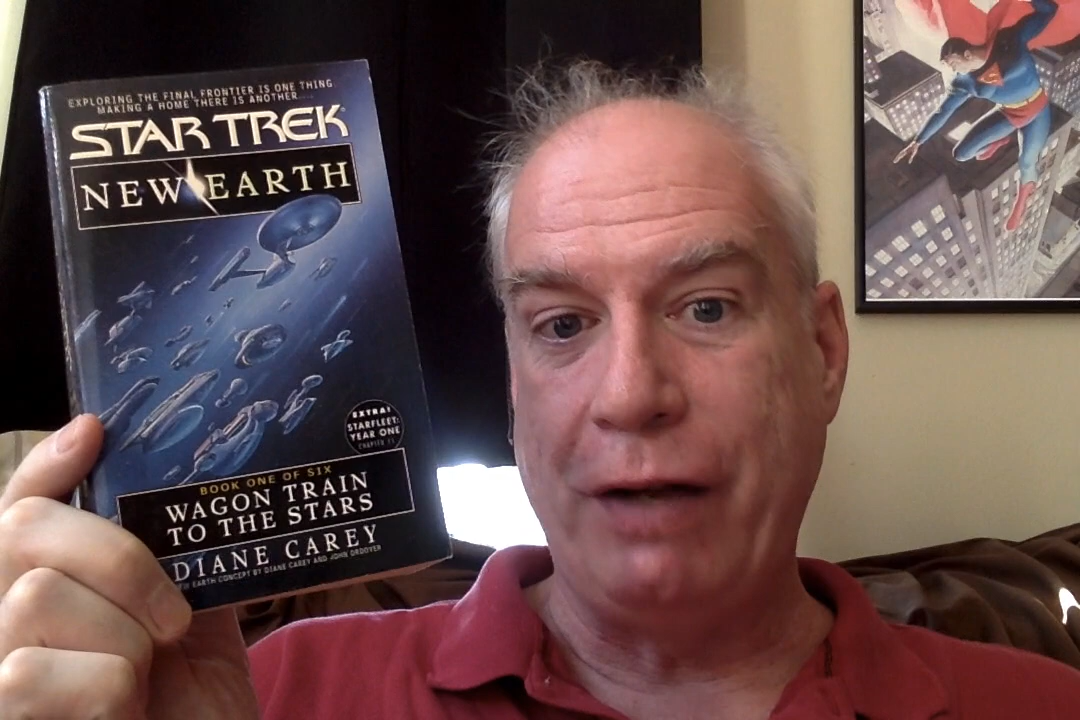 EXPLORING THE FINAL FRONTIER IS ONE THING.
MAKING A HOME THERE IS ANOTHER....
STAR TREK®
NEW EARTH
EXTRA!
STARFLEET:
YEAR ONE
BOOK ONE OF SIX
WAGON TRAIN
TO THE STARS
DIANE CAREY
NEW EARTH CONCEPT BY DIANE CAREY AND JOHN ORDOVER